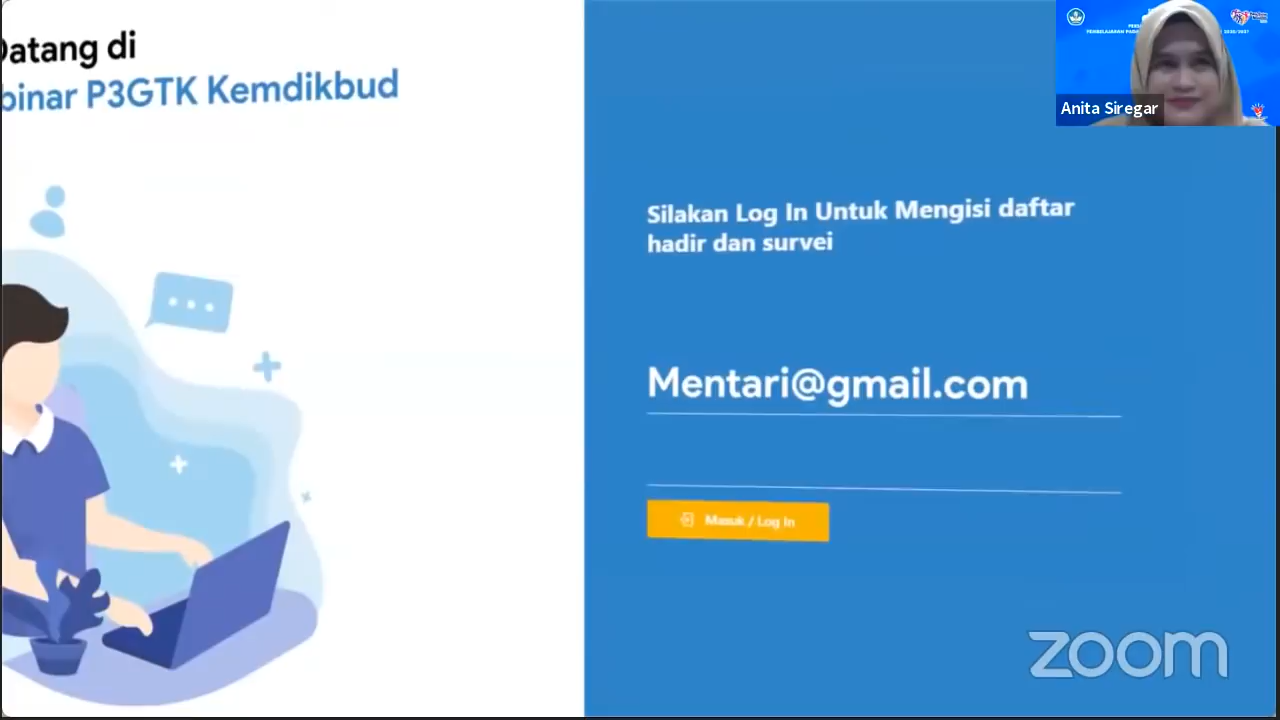 Datang di
binar P3GTK Kemdikbud
Silakan Log In Untuk Mengisi daftar
hadir dan survei
Mentari@gmail.com
Masuk / Log In
Anita Siregar
zoom